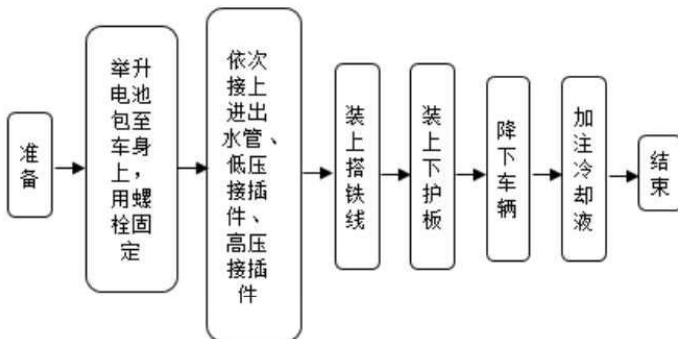 准
备
举升
电池
包至
车身
上，
用螺
栓固
定
依次
接上
进出
水管、
低压
接插
件、
高压
接插
件
装
上
搭
铁
线
装
上
下
护
板
降
下
车
辆
加
注
冷
却
液
结
束